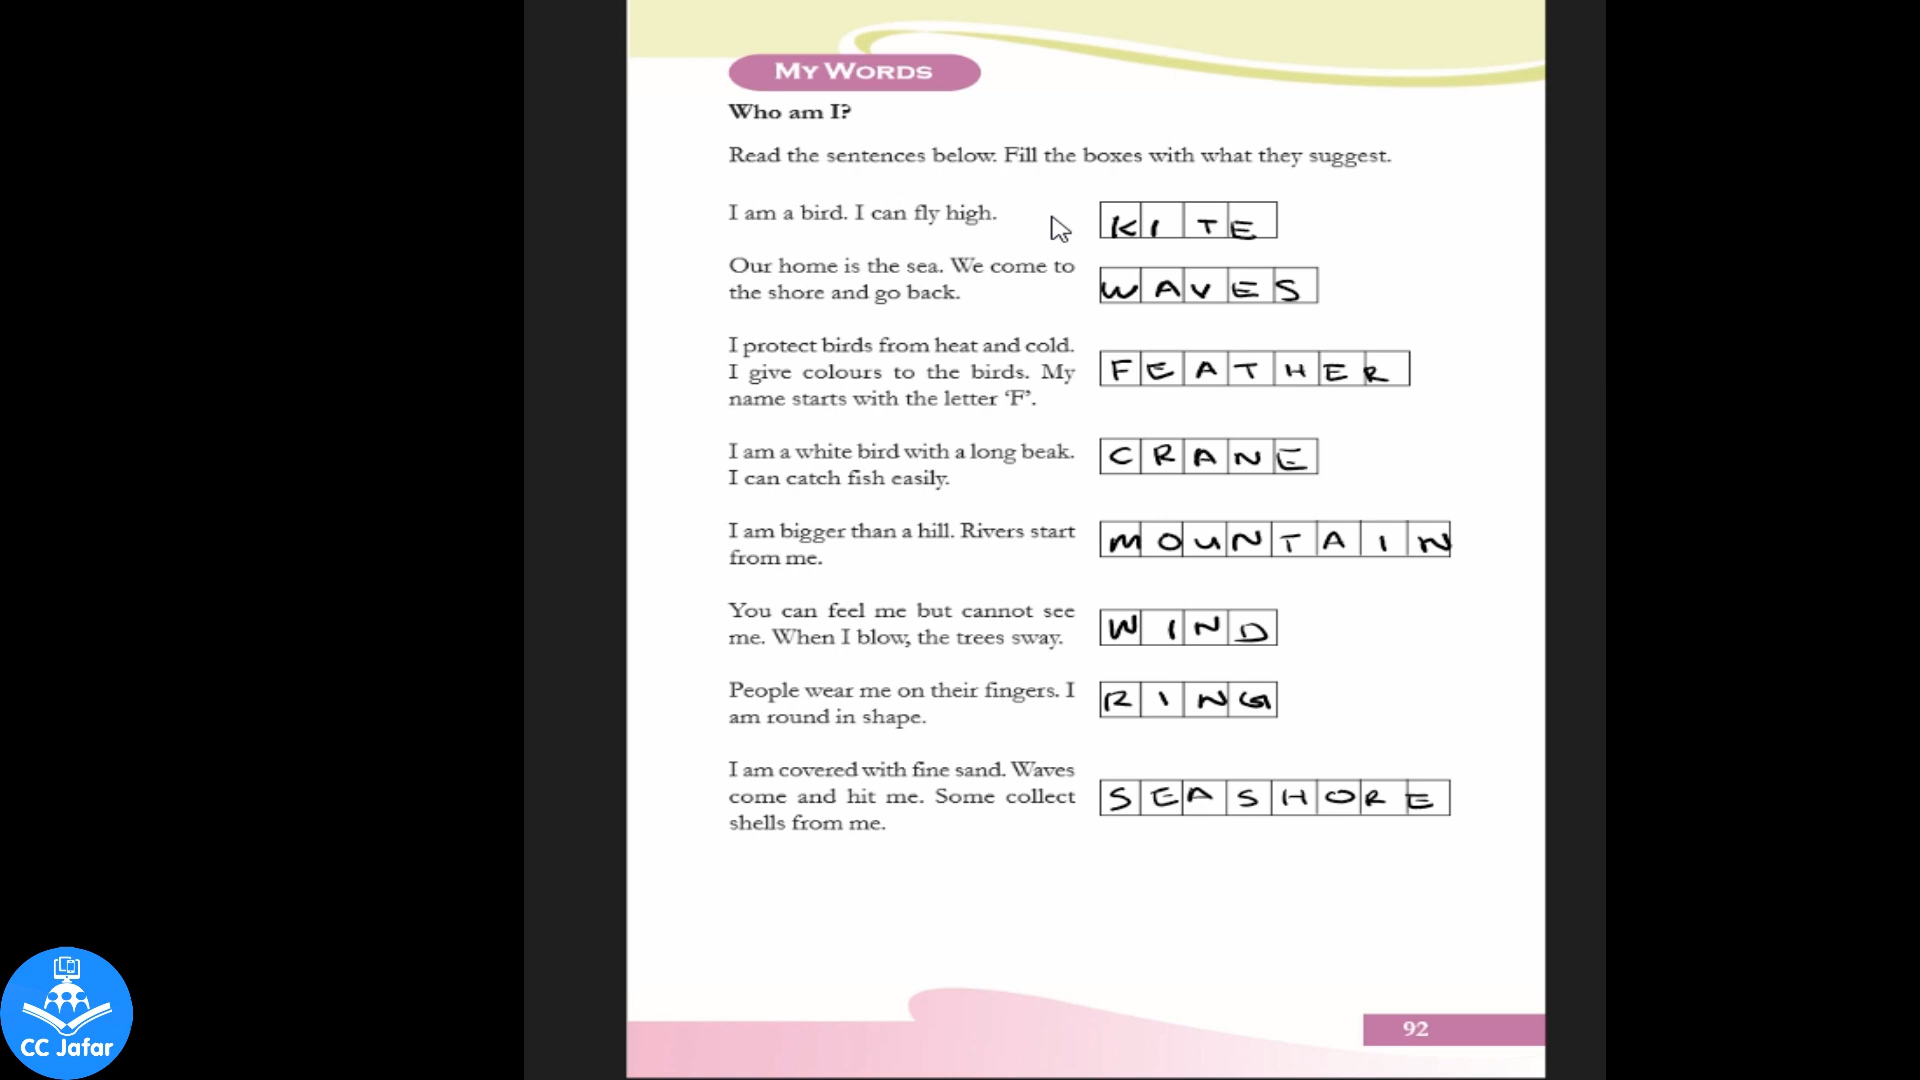 MY WORDS
Who am I?
Read the sentences below. Fill the boxes with what they suggest.
I am a bird. I can fly high.
KITE
Our home is the sea. We come to
the shore and go back.
WAVES
I protect birds from heat and cold.
I give colours to the birds. My
name starts with the letter ‘F’.
FEATHER
I am a white bird with a long beak.
I can catch fish easily.
CRANE
I am bigger than a hill. Rivers start
from me.
MOUNTAIN
You can feel me but cannot see
me. When I blow, the trees sway.
WIND
People wear me on their fingers. I
am round in shape.
RING
I am covered with fine sand. Waves
come and hit me. Some collect
shells from me.
SEASHORE
92
CC Jafar